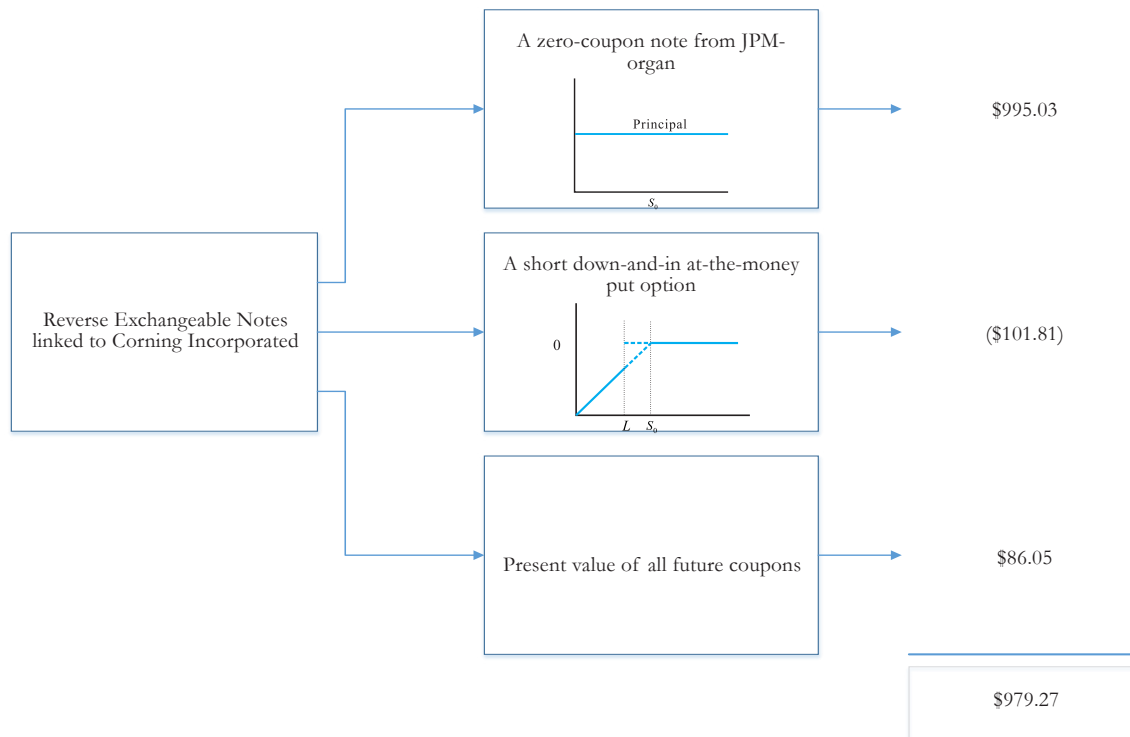 A zero-coupon note from JPM-
organ
Principal
S₀
$995.03
Reverse Exchangeable Notes
linked to Corning Incorporated
A short down-and-in at-the-money
put option
0
L S₀
($101.81)
Present value of all future coupons
$86.05
$979.27